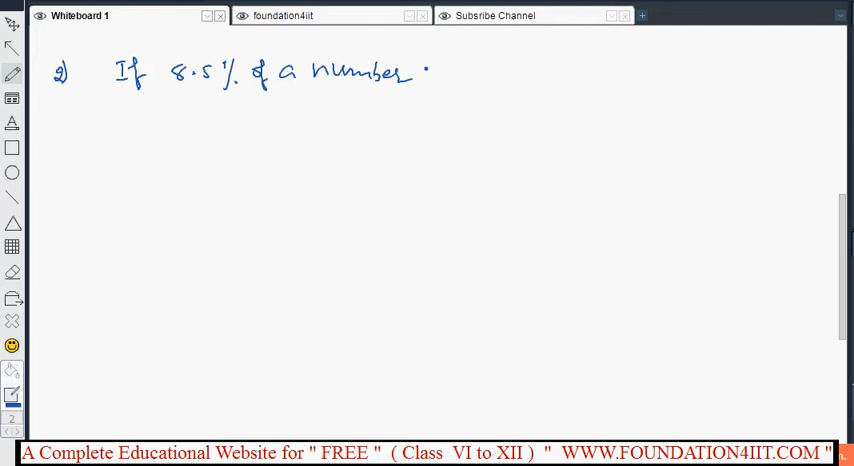 Whiteboard 1
foundation4iit
Subsribe Channel
2) If 8.5% of a number
2
A Complete Educational Website for " FREE " ( Class VI to XII ) " WWW.FOUNDATION4IIT.COM "